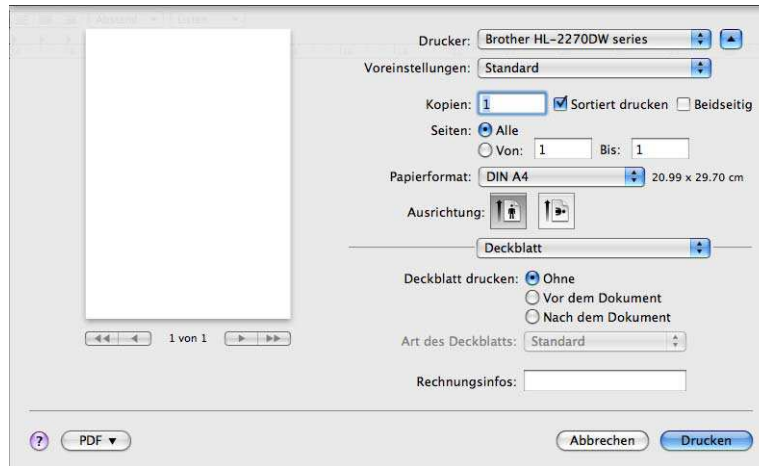 Abstand Listen
Drucker: Brother HL-2270DW series
Voreinstellungen: Standard
Kopien: 1 Sortiert drucken Beidseitig
Seiten: Alle
Von: 1 Bis: 1
Papierformat: DIN A4 20.99 x 29.70 cm
Ausrichtung:
Deckblatt
Deckblatt drucken: Ohne
Vor dem Dokument
Nach dem Dokument
1 von 1
Art des Deckblatts: Standard
Rechnungsinfos:
? PDF ▼ Abbrechen Drucken